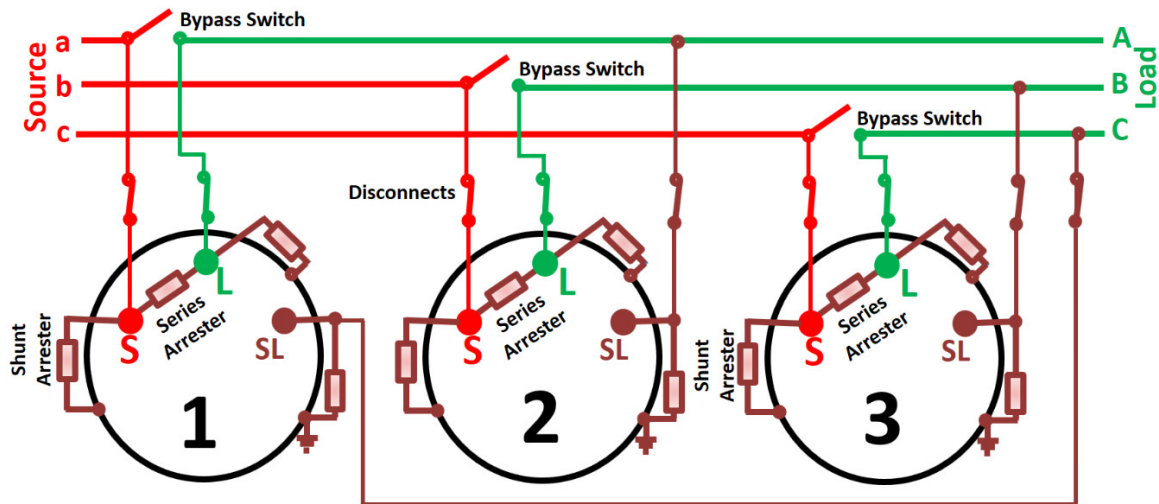 Bypass Switch
a
A
Source
b
Bypass Switch
B
Load
c
Bypass Switch
C
Disconnects
L
L
L
S
Series
Arrester
SL
S
Series
Arrester
SL
S
Series
Arrester
SL
Shunt
Arrester
Shunt
Arrester
1
2
3